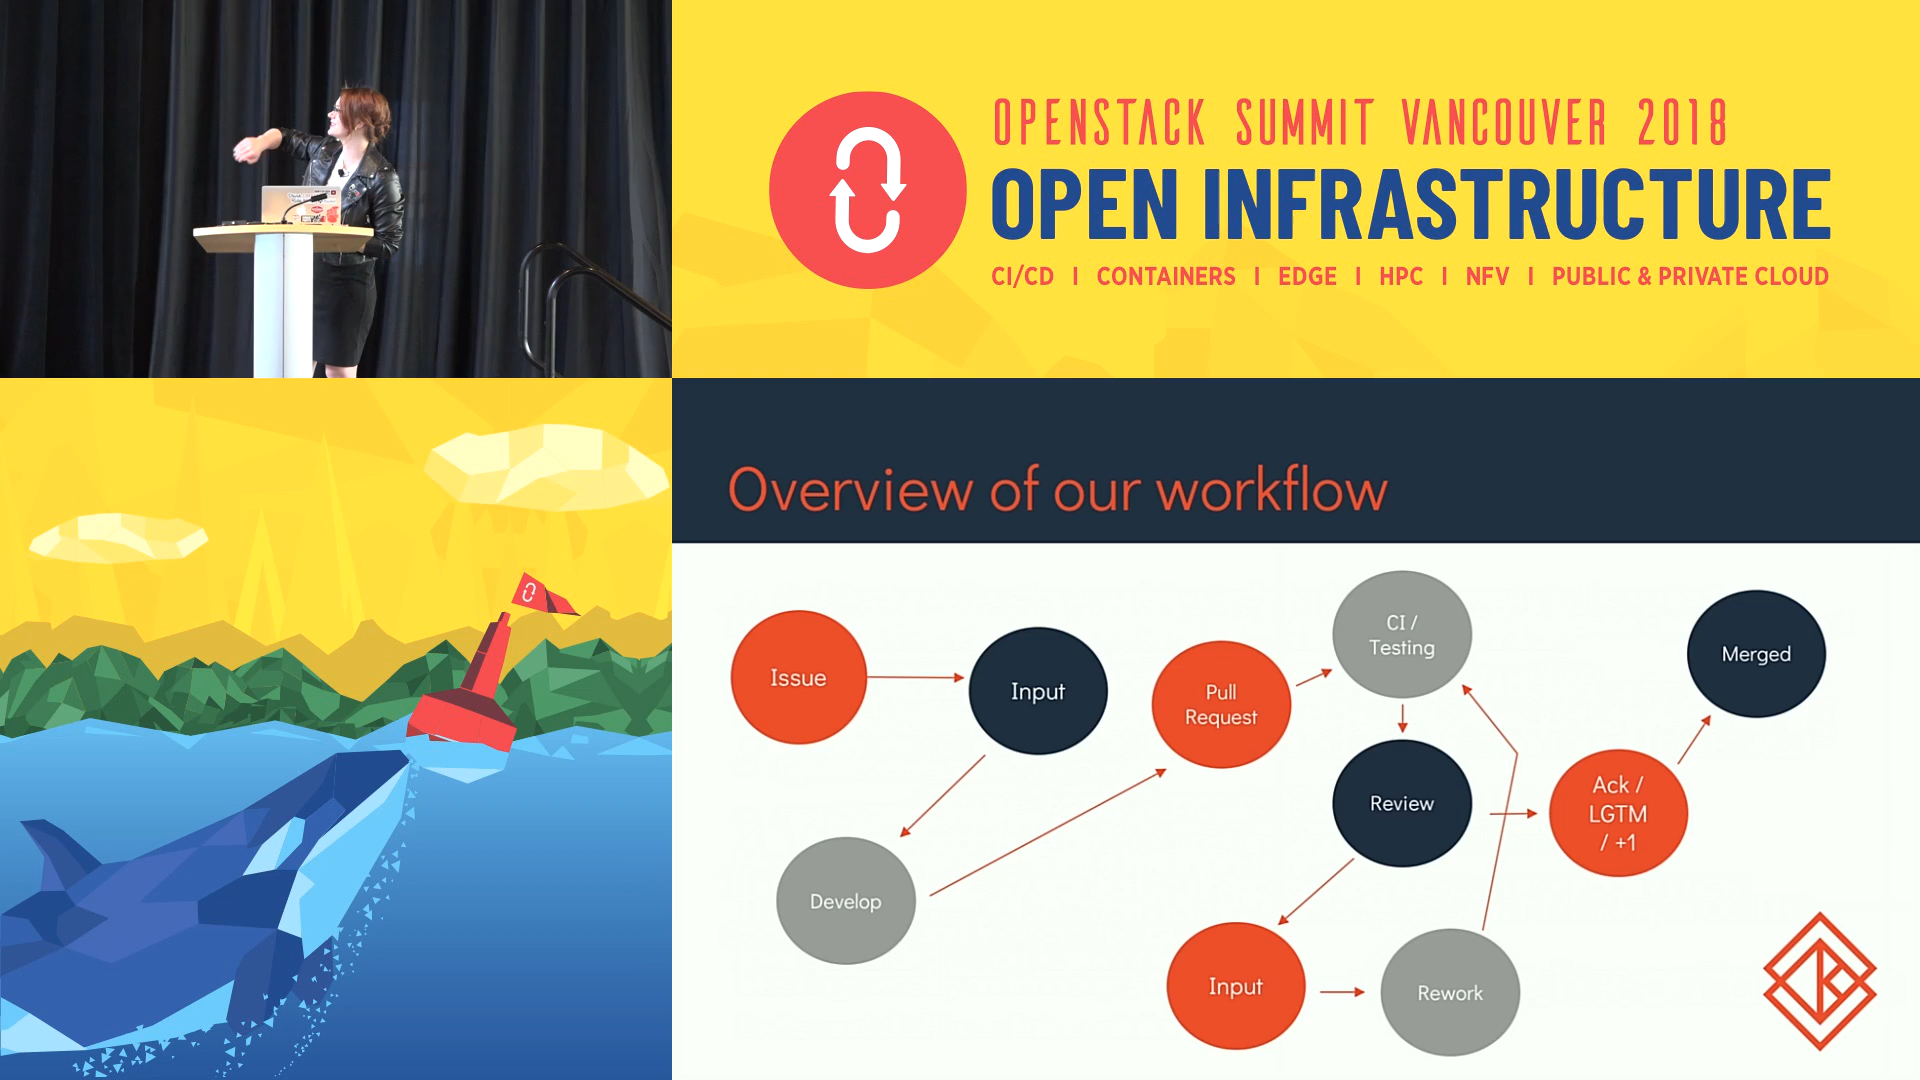 OPENSTACK SUMMIT VANCOUVER 2018
OPEN INFRASTRUCTURE
CI/CD | CONTAINERS | EDGE | HPC | NFV | PUBLIC & PRIVATE CLOUD
Overview of our workflow
Issue
Input
Develop
Pull
Request
CI /
Testing
Review
Input
Rework
Ack /
LGTM
/ +1
Merged